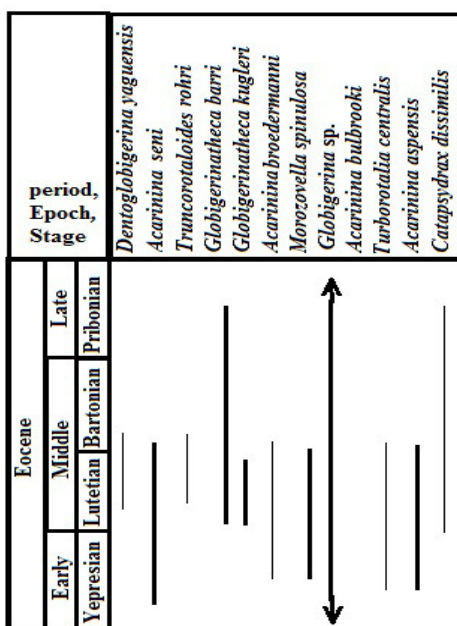 period,
Epoch,
Stage
Dentoglobigerina yaguensis
Acarinina seni
Truncorotaloides rohri
Globigerinatheca barri
Globigerinatheca kugleri
Acarinina broedermanni
Morozovella spinulosa
Globigerina sp.
Acarinina bulbrooki
Turborotalia centralis
Acarinina aspensis
Catapsydrax dissimilis
Eocene
Late
Middle
Early
Pribonian
Bartonian
Lutetian
Yepresian